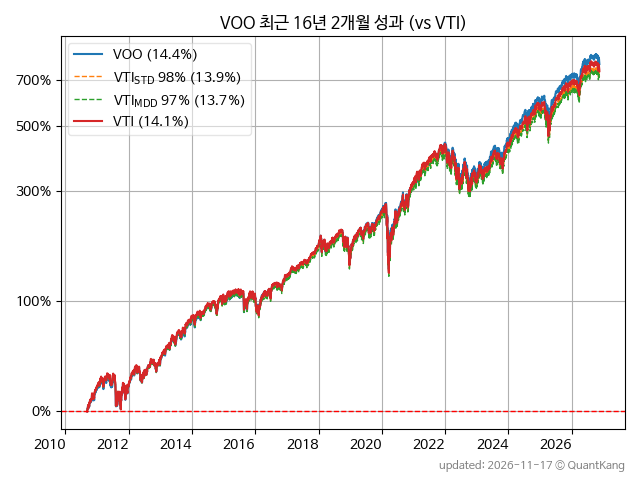 VOO 최근 16년 2개월 성과 (vs VTI)
VOO (14.4%)
VTI_STD 98% (13.9%)
VTI_MDD 97% (13.7%)
VTI (14.1%)
700%
500%
300%
100%
0%
2010 2012 2014 2016 2018 2020 2022 2024 2026
updated: 2026-11-17 © QuantKang